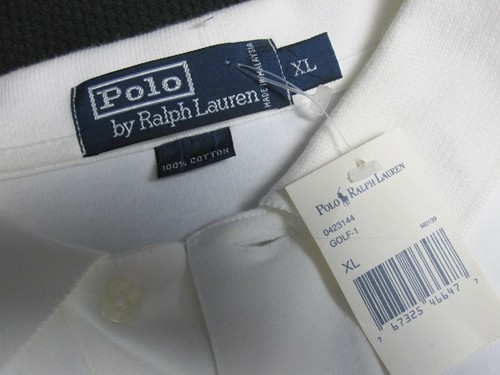 Polo
by Ralph Lauren
MADE IN MALAYSIA
XL
100% COTTON
POLO RALPH LAUREN
0423144
GOLF:1
M0139
XL
7 67325 46647 7